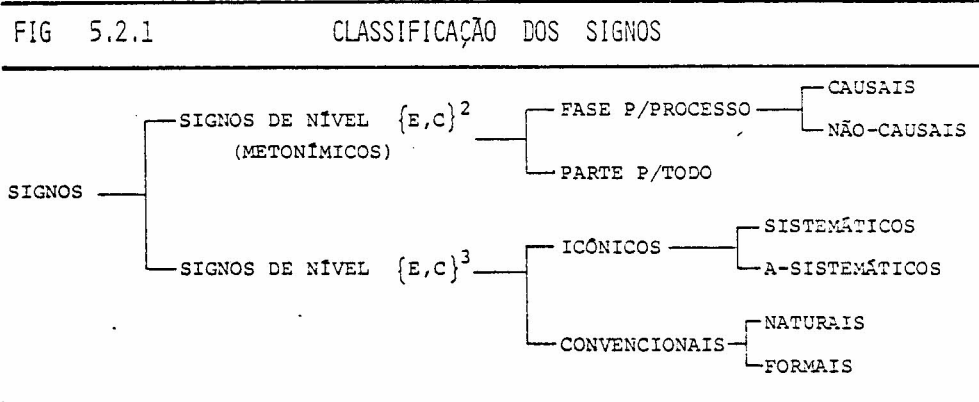 FIG 5.2.1 CLASSIFICAÇÃO DOS SIGNOS
CAUSAIS
SIGNOS DE NÍVEL {E,C}² FASE P/PROCESSO
NÃO-CAUSAIS
(METONÍMICOS)
PARTE P/TODO
SIGNOS
SISTEMÁTICOS
ICÔNICOS
SIGNOS DE NÍVEL {E,C}³
A-SISTEMÁTICOS
NATURAIS
CONVENCIONAIS
FORMAIS